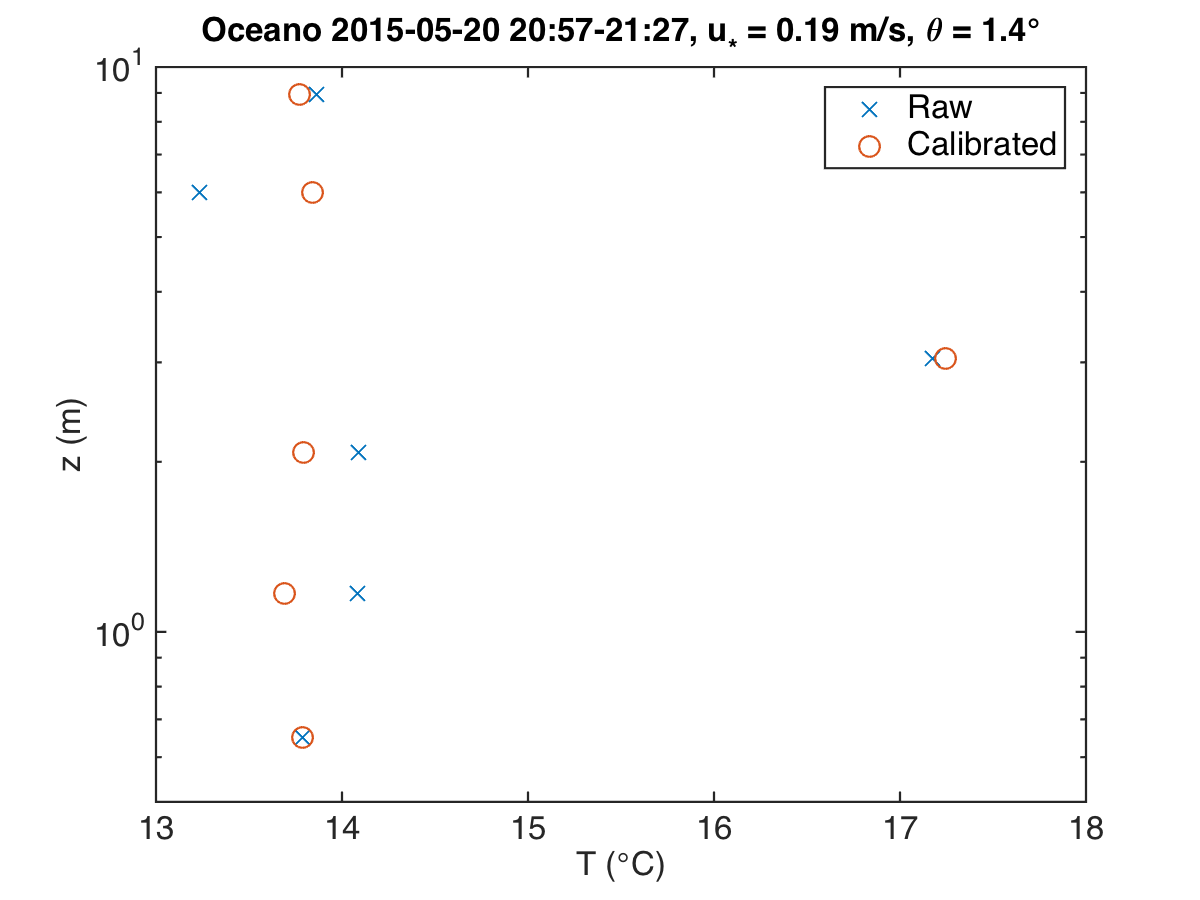 Oceano 2015-05-20 20:57-21:27, u* = 0.19 m/s, θ = 1.4°
10¹
Raw
Calibrated
z (m)
10⁰
13 14 15 16 17 18
T (°C)